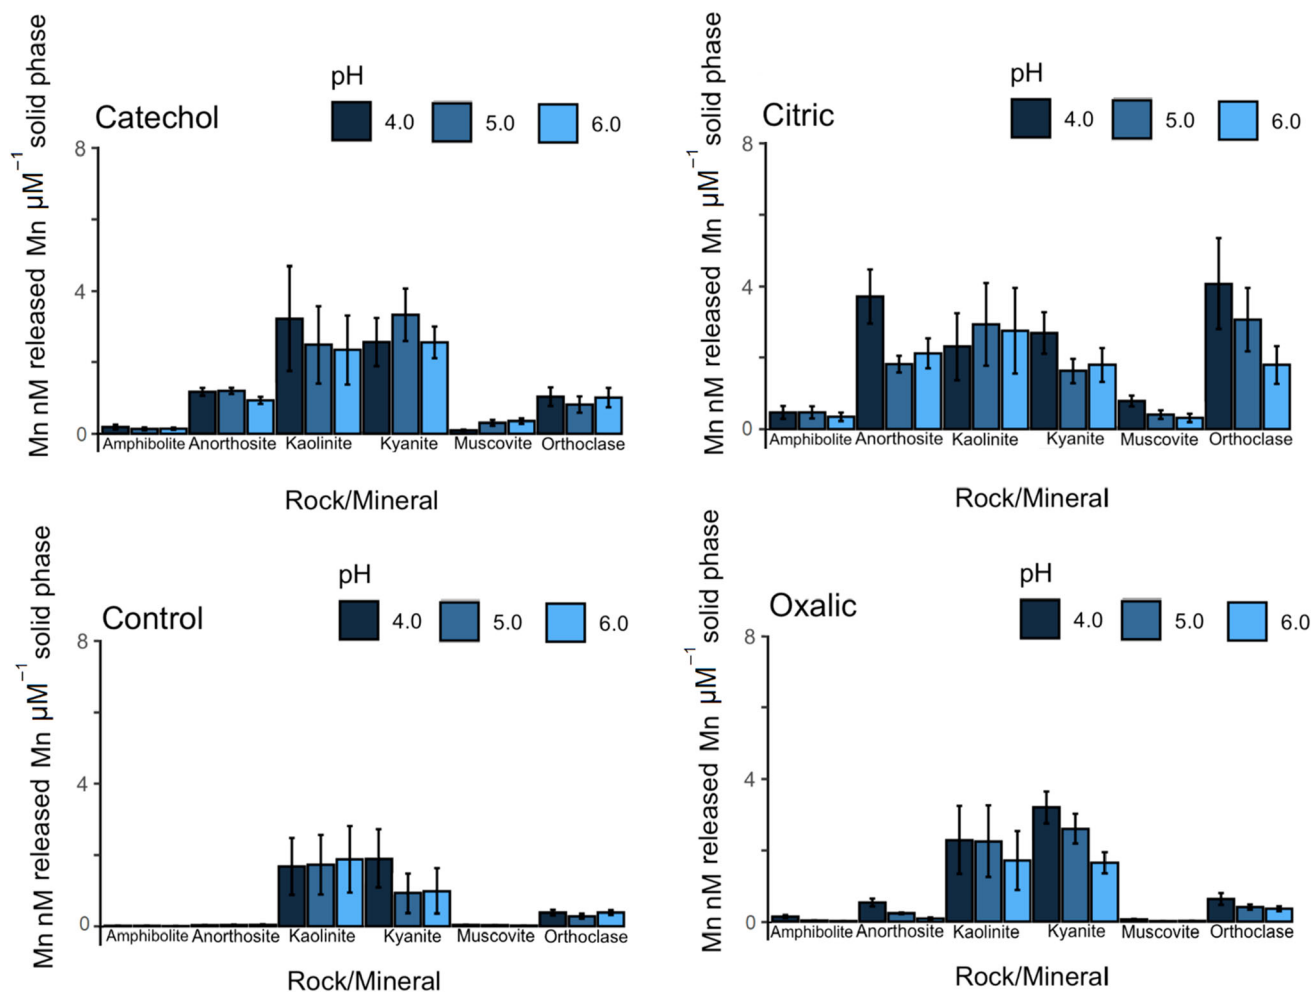 Mn nM released Mn µM⁻¹ solid phase
pH
Catechol
4.0 5.0 6.0
8
4
0
Amphibolite Anorthosite Kaolinite Kyanite Muscovite Orthoclase
Rock/Mineral
Mn nM released Mn µM⁻¹ solid phase
pH
Citric
4.0 5.0 6.0
8
4
0
Amphibolite Anorthosite Kaolinite Kyanite Muscovite Orthoclase
Rock/Mineral
Mn nM released Mn µM⁻¹ solid phase
pH
Control
4.0 5.0 6.0
8
4
0
Amphibolite Anorthosite Kaolinite Kyanite Muscovite Orthoclase
Rock/Mineral
Mn nM released Mn µM⁻¹ solid phase
pH
Oxalic
4.0 5.0 6.0
8
4
0
Amphibolite Anorthosite Kaolinite Kyanite Muscovite Orthoclase
Rock/Mineral